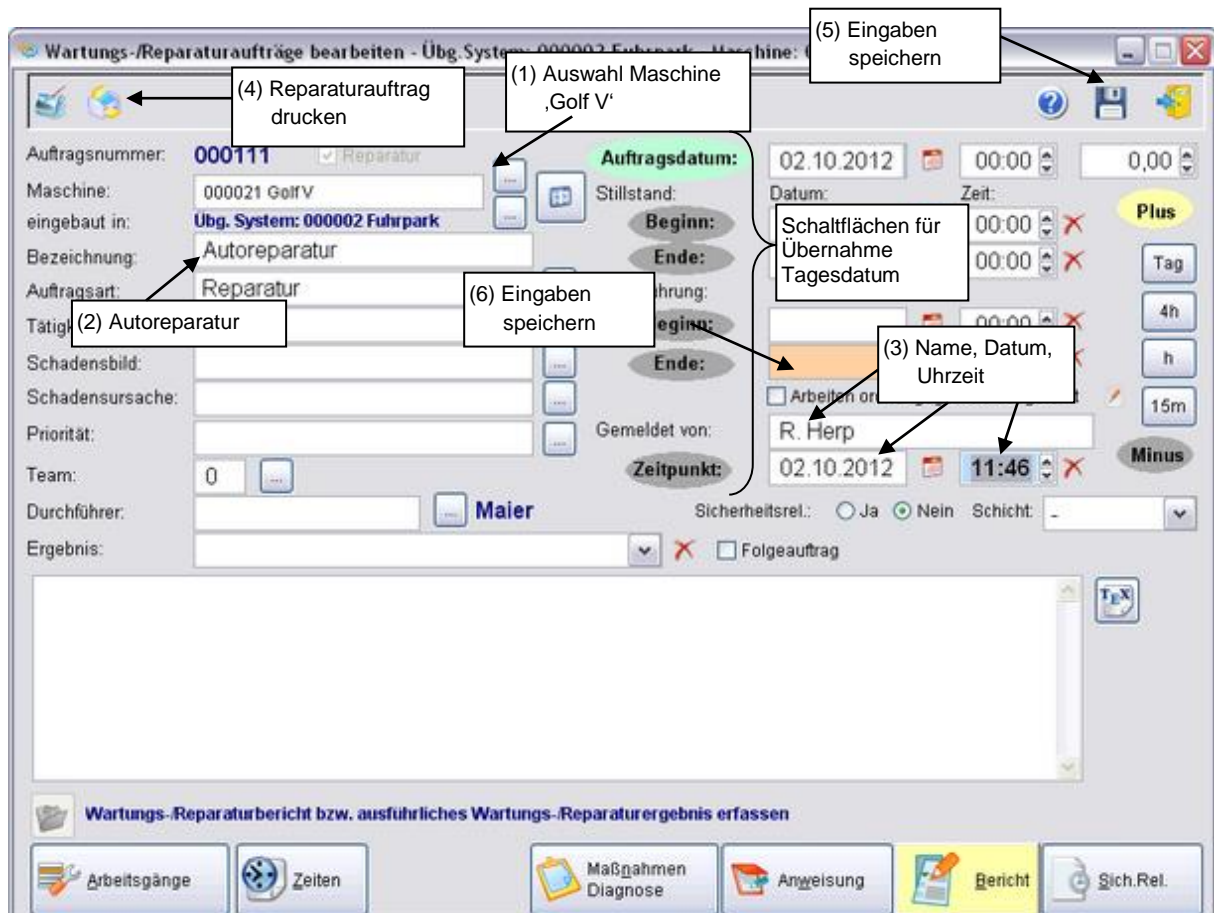 Wartungs-/Reparaturaufträge bearbeiten - Übg.System: 000002 Fuhrpark - Maschine:
(5) Eingaben
speichern
(1) Auswahl Maschine
‚Golf V‘
(4) Reparaturauftrag
drucken
Auftragsnummer: 000111 Reparatur Auftragsdatum: 02.10.2012 00:00 0,00
Maschine: 000021 Golf V ... Stillstand: Datum: Zeit:
eingebaut in: Übg. System: 000002 Fuhrpark ... Beginn: 00:00 Plus
Schaltflächen für
Übernahme
Tagesdatum
Bezeichnung: Autoreparatur Ende: 00:00 Tag
Auftragsart: Reparatur
(6) Eingaben
speichern
(2) Autoreparatur
Beginn: 00:00 4h
(3) Name, Datum,
Uhrzeit
Schadensbild: ... Ende: h
Schadensursache: ... Arbeiten 15m
Priorität: ... Gemeldet von: R. Herp
Team: 0 ... Zeitpunkt: 02.10.2012 11:46 Minus
Durchführer: ... Maier Sicherheitsrel.: Ja Nein Schicht: -
Ergebnis: Folgeauftrag
TEX
Wartungs-/Reparaturbericht bzw. ausführliches Wartungs-/Reparaturergebnis erfassen
Arbeitsgänge Zeiten Maßnahmen Diagnose Anweisung Bericht Sich.Rel.